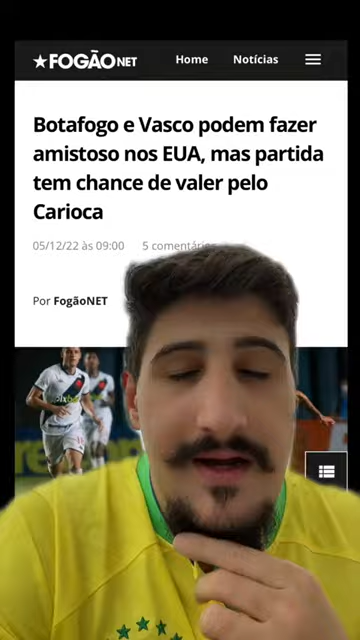 ★FOGÃONET Home Notícias
Botafogo e Vasco podem fazer
amistoso nos EUA, mas partida
tem chance de valer pelo
Carioca
05/12/22 às 09:00 5 comentários
Por FogãoNET